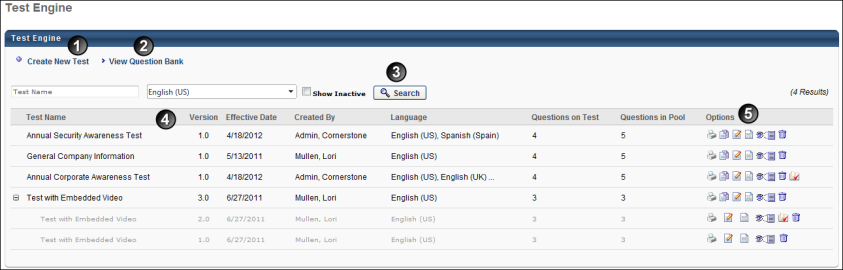 Test Engine
Test Engine
1 2
Create New Test View Question Bank
3
Test Name English (US) Show Inactive Search (4 Results)
4 5
Test Name Version Effective Date Created By Language Questions on Test Questions in Pool Options
Annual Security Awareness Test 1.0 4/18/2012 Admin, Cornerstone English (US), Spanish (Spain) 4 5
General Company Information 1.0 5/13/2011 Mullen, Lori English (US) 4 5
Annual Corporate Awareness Test 1.0 4/18/2012 Admin, Cornerstone English (US), English (UK) ... 4 5
Test with Embedded Video 3.0 6/27/2011 Mullen, Lori English (US) 3 3
Test with Embedded Video 2.0 6/27/2011 Mullen, Lori English (US) 3 3
Test with Embedded Video 1.0 6/27/2011 Mullen, Lori English (US) 3 3